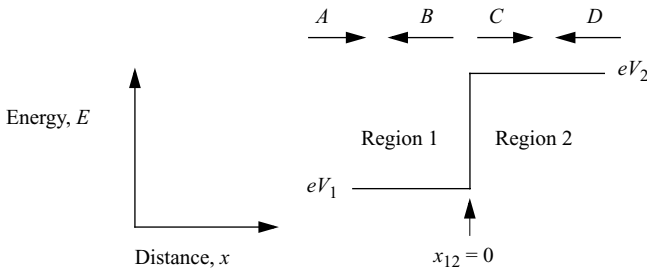 A
B
C
D
eV2
Energy, E
Region 1
Region 2
eV1
Distance, x
x12 = 0